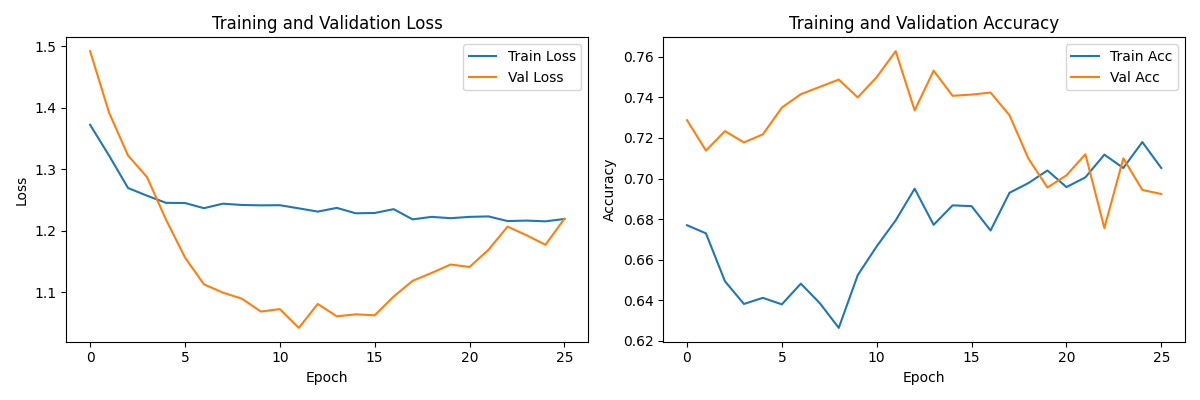 Training and Validation Loss
1.5
1.4
1.3
1.2
1.1
Loss
Train Loss
Val Loss
0
5
10
15
20
25
Epoch
Training and Validation Accuracy
0.76
0.74
0.72
0.70
0.68
0.66
0.64
0.62
Accuracy
Train Acc
Val Acc
0
5
10
15
20
25
Epoch